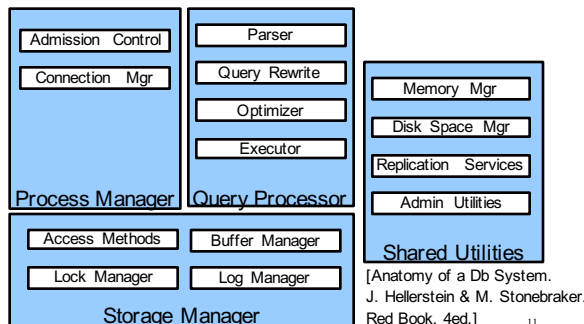 Admission Control
Connection Mgr
Process Manager
Parser
Query Rewrite
Optimizer
Executor
Query Processor
Memory Mgr
Disk Space Mgr
Replication Services
Admin Utilities
Shared Utilities
Access Methods
Buffer Manager
Lock Manager
Log Manager
Storage Manager
[Anatomy of a Db System.
J. Hellerstein & M. Stonebraker.
Red Book. 4ed.]
11